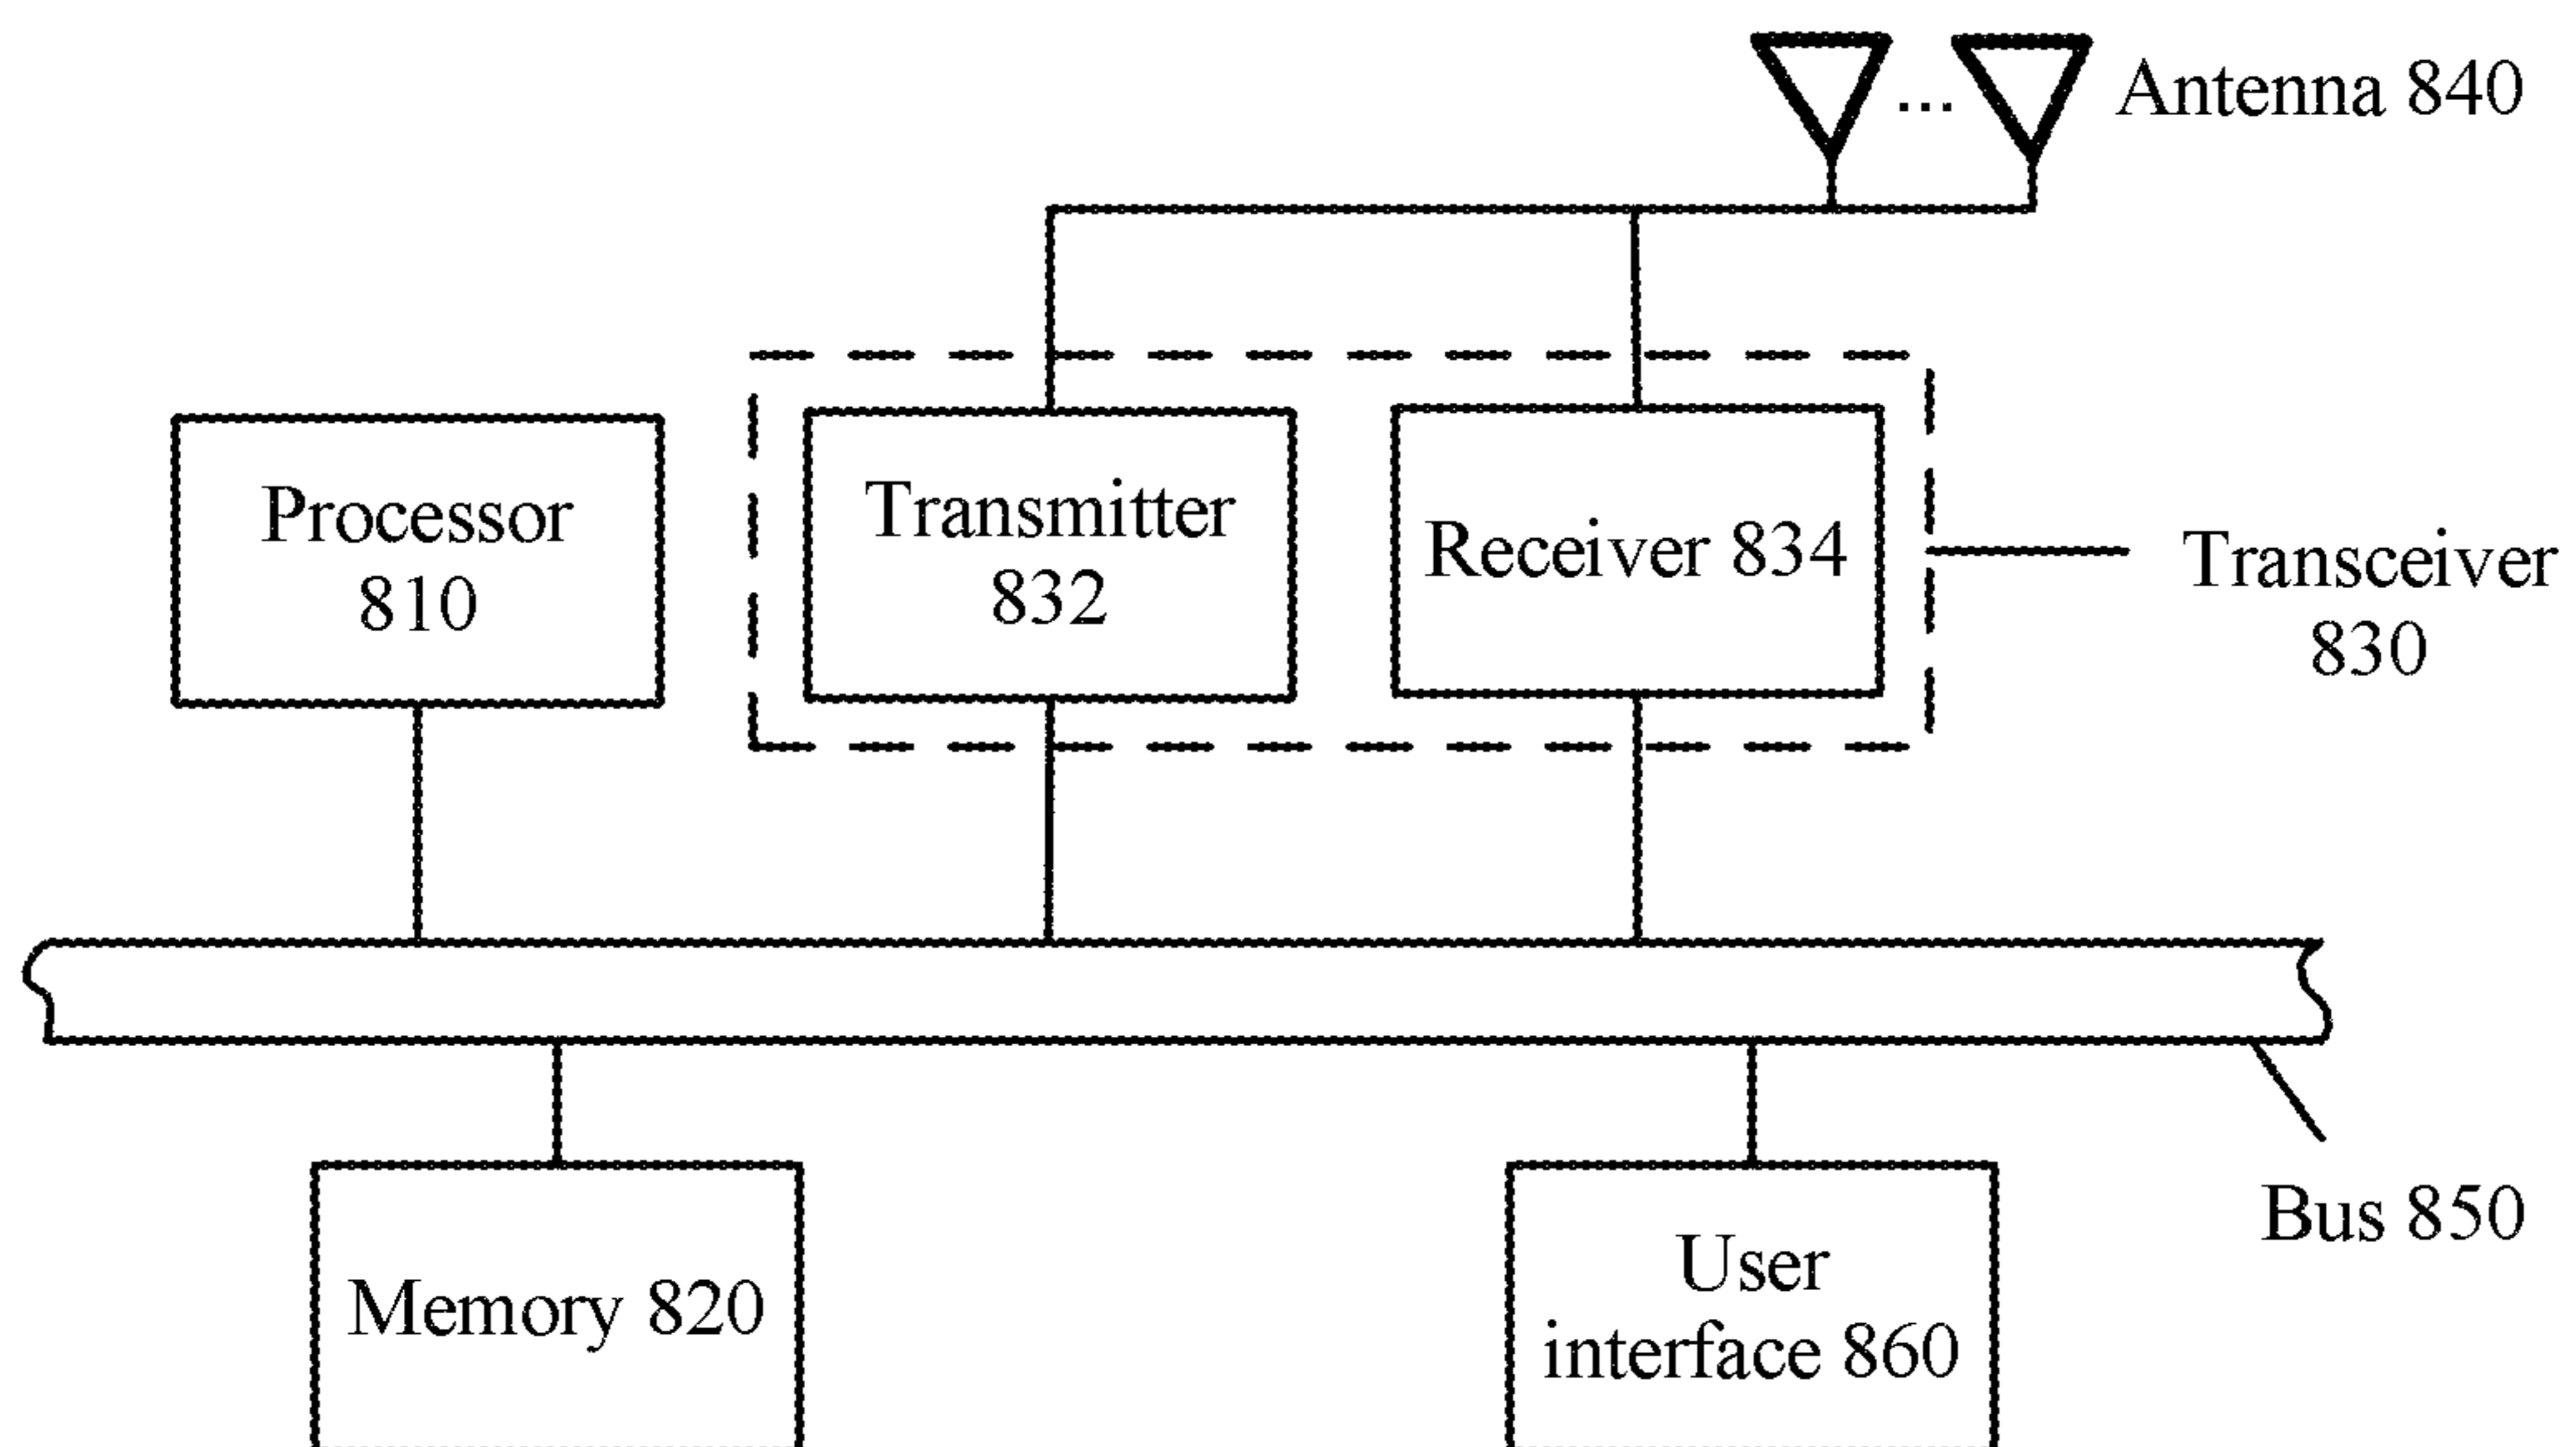 ... Antenna 840
Processor
810
Transmitter
832
Receiver 834
Transceiver
830
Bus 850
Memory 820
User
interface 860